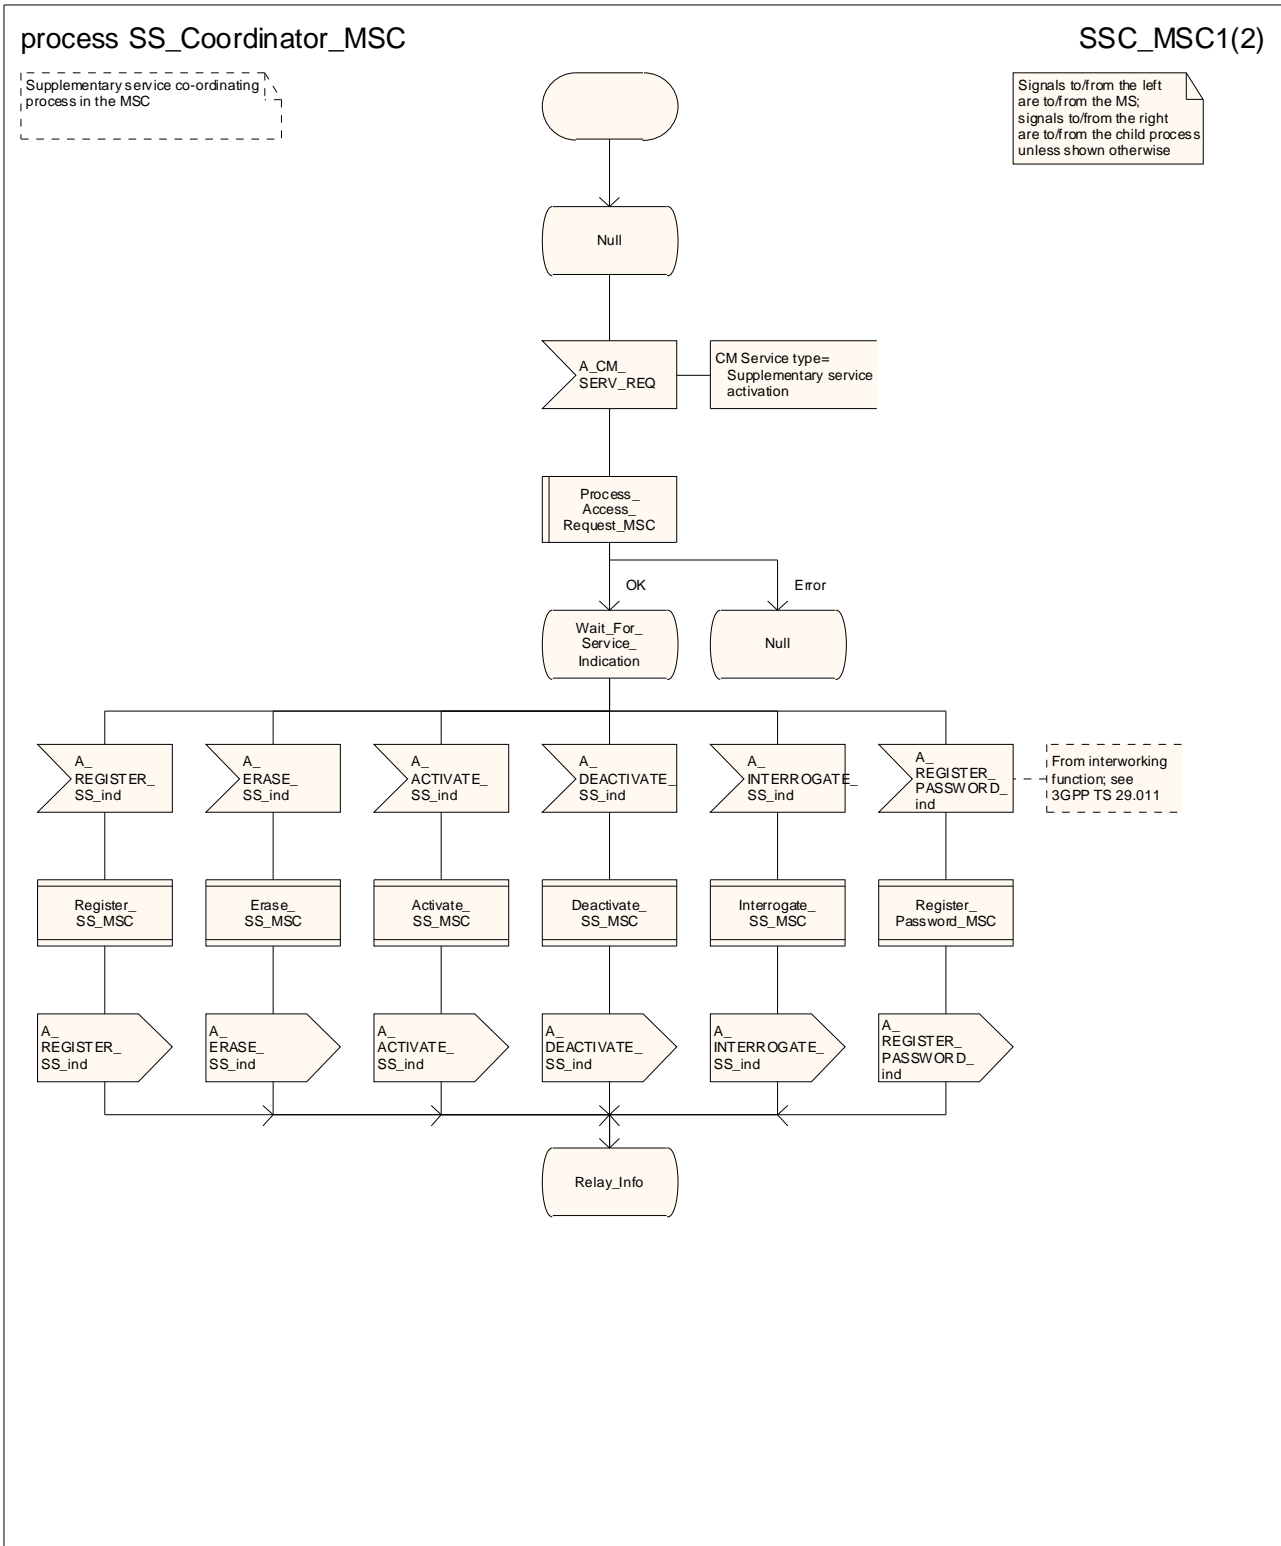 process SS_Coordinator_MSC
SSC_MSC1(2)
Supplementary service co-ordinating
process in the MSC
Signals to/from the left
are to/from the MS;
signals to/from the right
are to/from the child process
unless shown otherwise
Null
A_CM_
SERV_REQ
CM Service type=
Supplementary service
activation
Process_
Access_
Request_MSC
OK
Error
Wait_For_
Service_
Indication
Null
A_
REGISTER_
SS_ind
A_
ERASE_
SS_ind
A_
ACTIVATE_
SS_ind
A_
DEACTIVATE_
SS_ind
A_
INTERROGATE_
SS_ind
A_
REGISTER_
PASSWORD_
ind
From interworking
function; see
3GPP TS 29.011
Register_
SS_MSC
Erase_
SS_MSC
Activate_
SS_MSC
Deactivate_
SS_MSC
Interrogate_
SS_MSC
Register_
Password_MSC
A_
REGISTER_
SS_ind
A_
ERASE_
SS_ind
A_
ACTIVATE_
SS_ind
A_
DEACTIVATE_
SS_ind
A_
INTERROGATE_
SS_ind
A_
REGISTER_
PASSWORD_
ind
Relay_Info